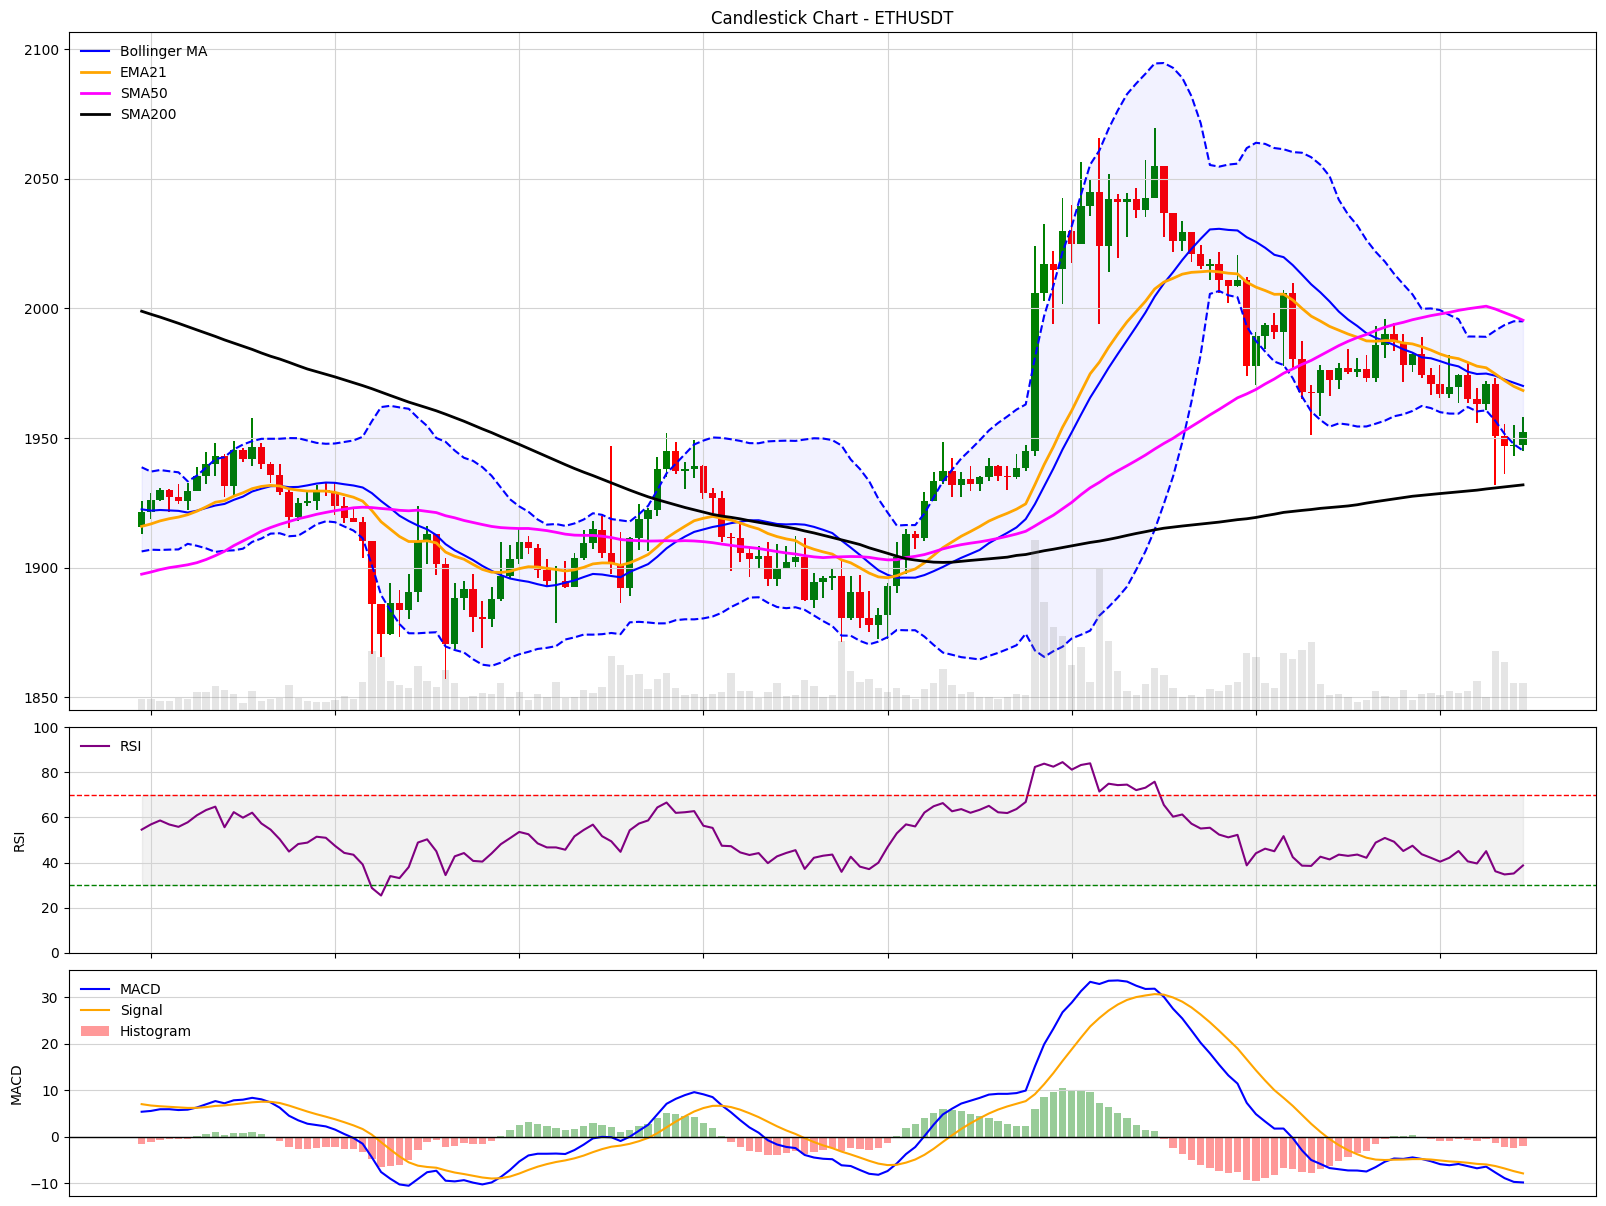 Candlestick Chart - ETHUSDT
2100
2050
2000
1950
1900
1850
Bollinger MA
EMA21
SMA50
SMA200
100
80
60
40
20
0
RSI
RSI
30
20
10
0
−10
MACD
MACD
Signal
Histogram